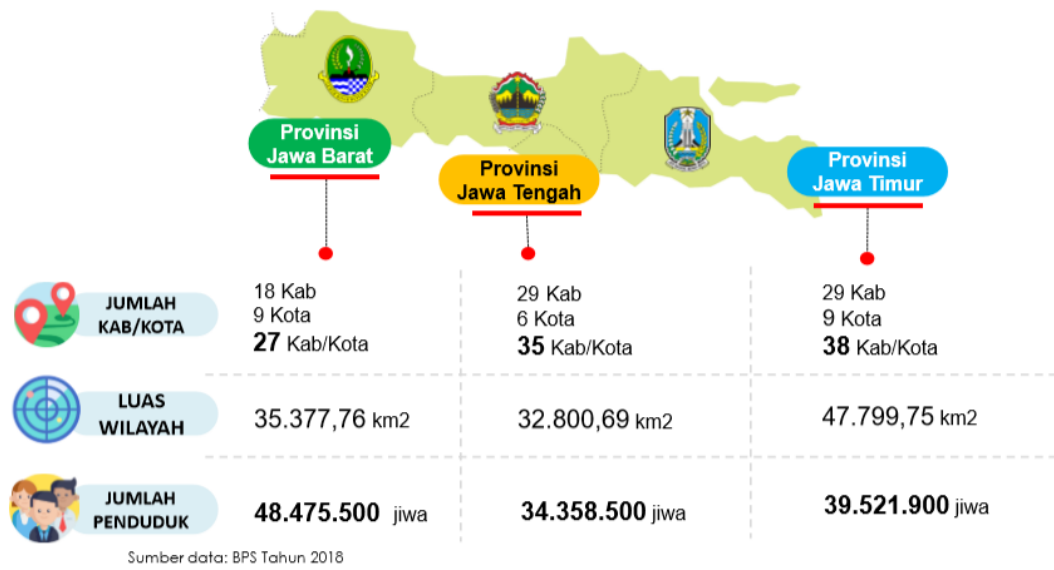 Provinsi
Jawa Barat
Provinsi
Jawa Tengah
Provinsi
Jawa Timur
JUMLAH
KAB/KOTA
18 Kab
9 Kota
27 Kab/Kota
29 Kab
6 Kota
35 Kab/Kota
29 Kab
9 Kota
38 Kab/Kota
LUAS
WILAYAH
35.377,76 km2
32.800,69 km2
47.799,75 km2
JUMLAH
PENDUDUK
48.475.500 jiwa
34.358.500 jiwa
39.521.900 jiwa
Sumber data: BPS Tahun 2018